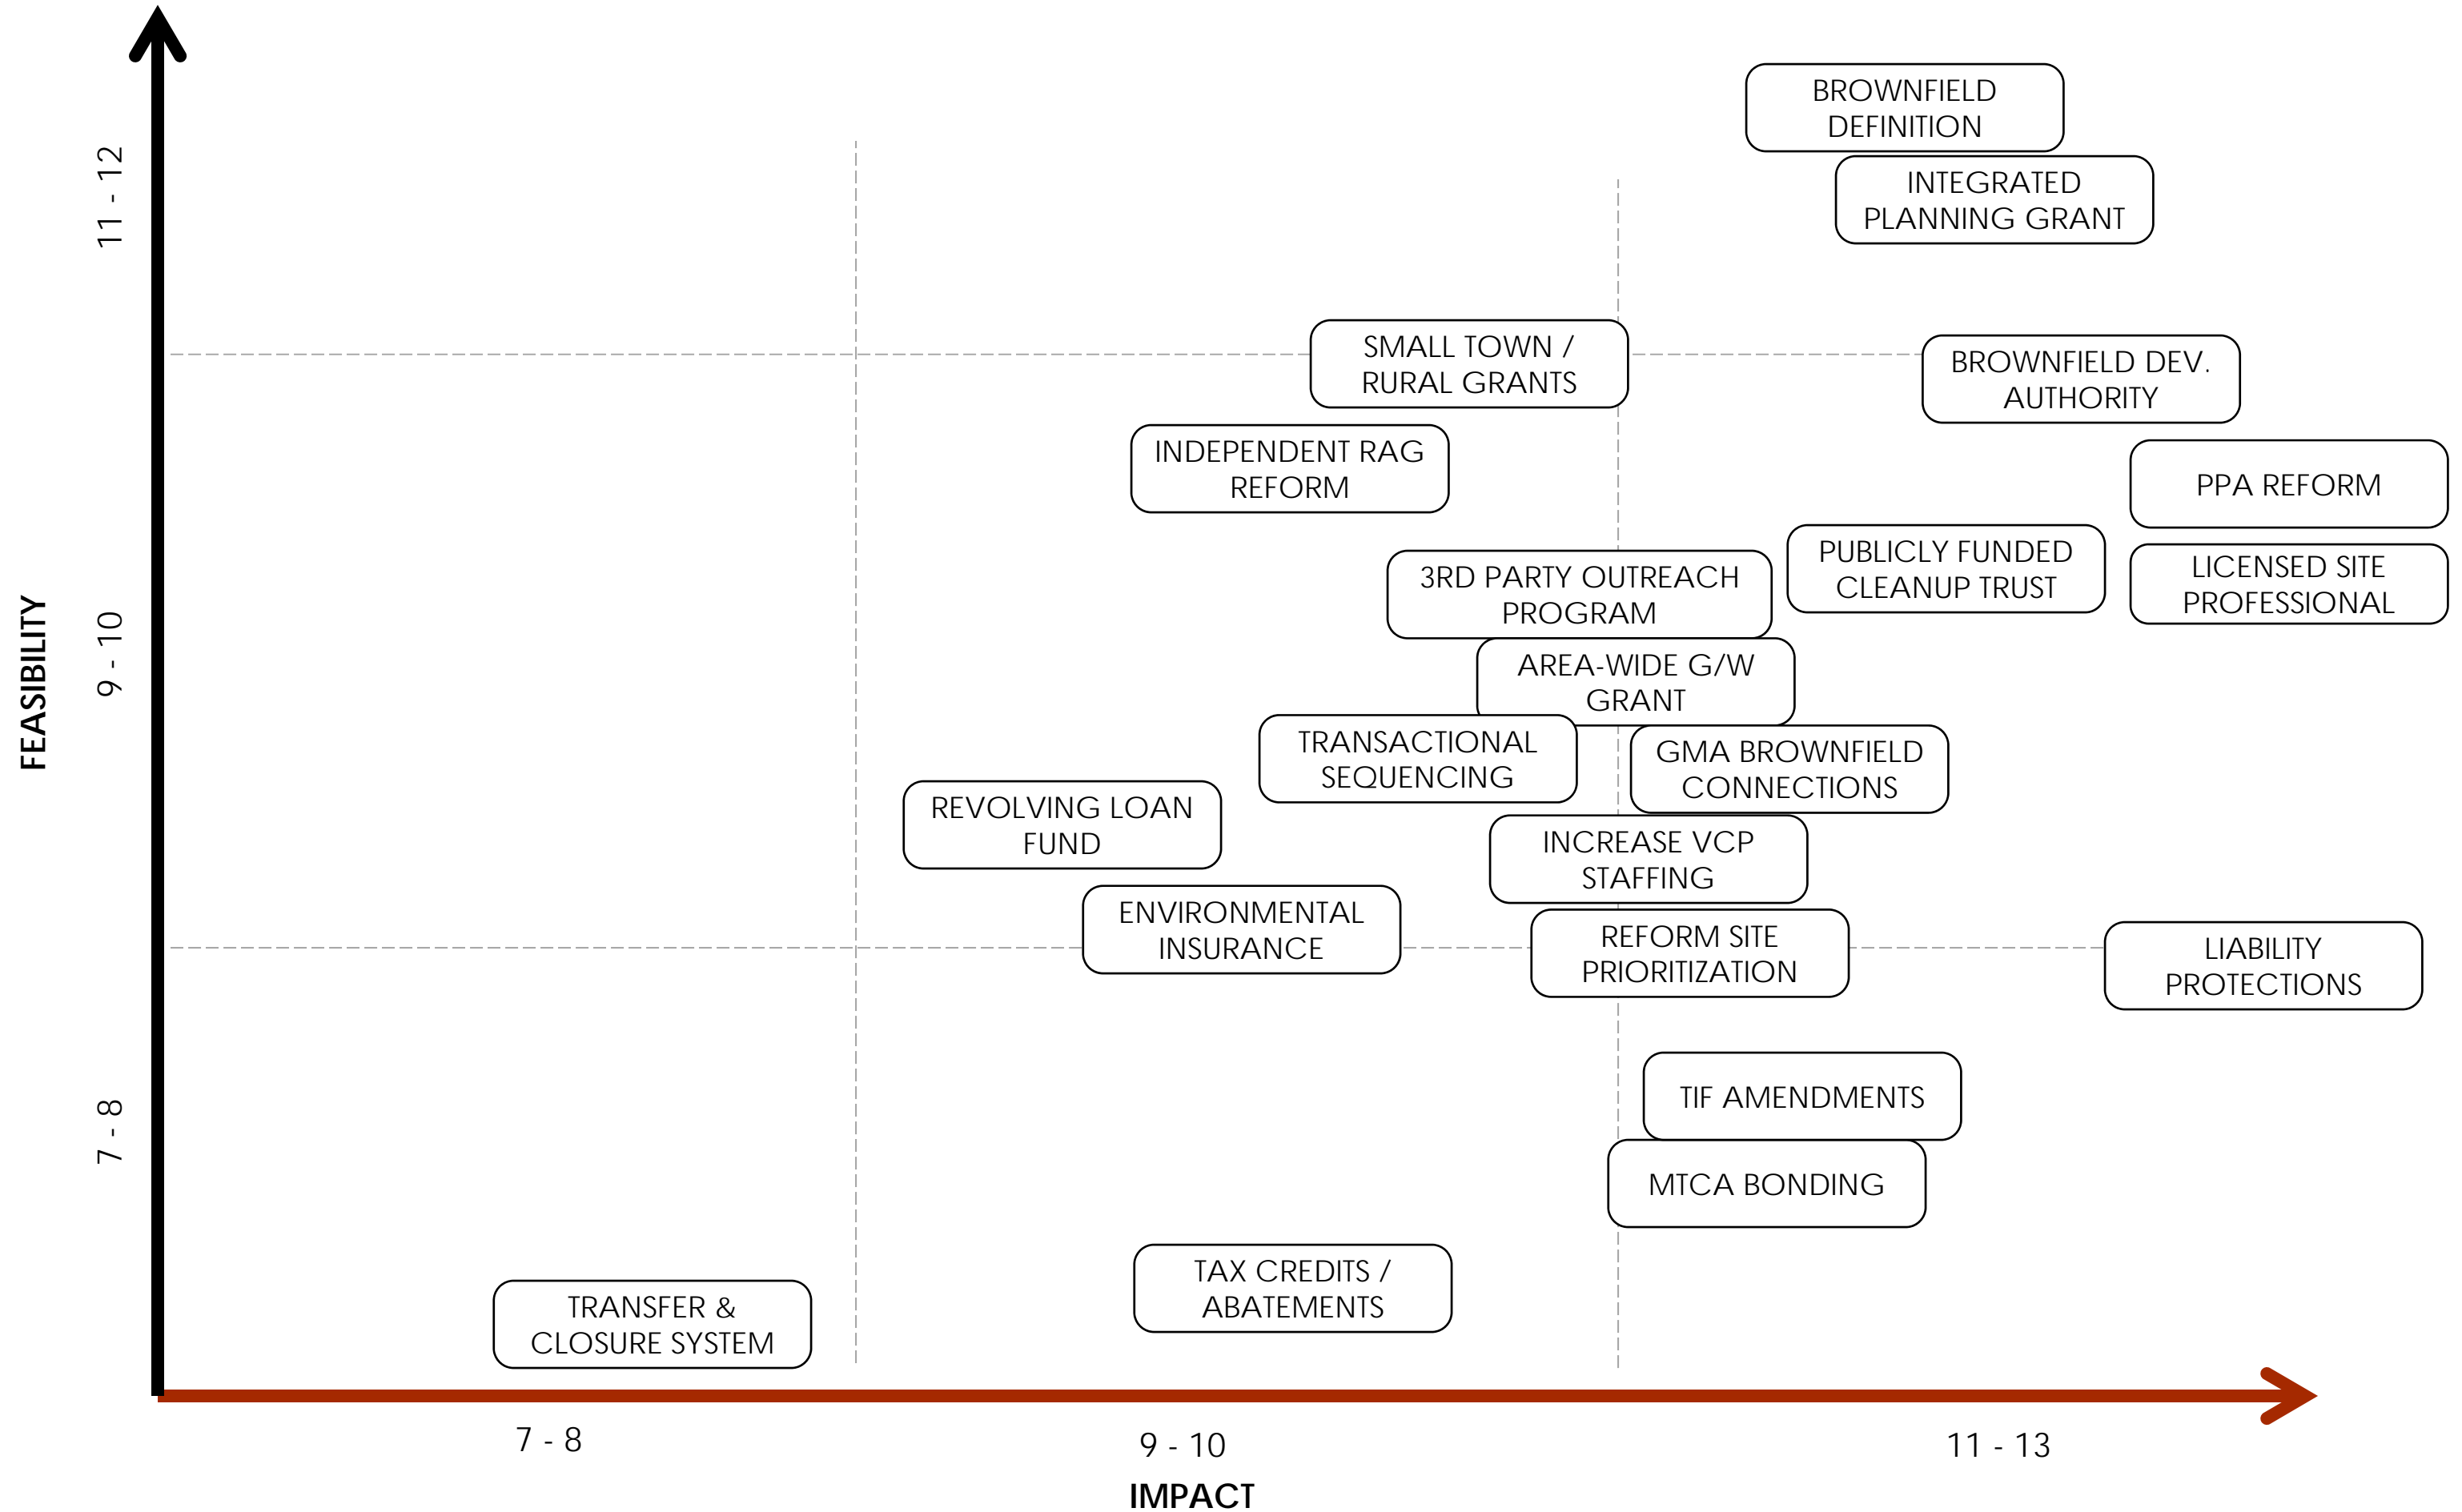 BROWNFIELD
DEFINITION
INTEGRATED
PLANNING GRANT
11 - 12
SMALL TOWN /
RURAL GRANTS
BROWNFIELD DEV.
AUTHORITY
INDEPENDENT RAG
REFORM
PPA REFORM
PUBLICLY FUNDED
CLEANUP TRUST
LICENSED SITE
PROFESSIONAL
3RD PARTY OUTREACH
PROGRAM
FEASIBILITY
9 - 10
AREA-WIDE G/W
GRANT
TRANSACTIONAL
SEQUENCING
GMA BROWNFIELD
CONNECTIONS
REVOLVING LOAN
FUND
INCREASE VCP
STAFFING
ENVIRONMENTAL
INSURANCE
REFORM SITE
PRIORITIZATION
LIABILITY
PROTECTIONS
7 - 8
TIF AMENDMENTS
MTCA BONDING
TAX CREDITS /
ABATEMENTS
TRANSFER &
CLOSURE SYSTEM
7 - 8
9 - 10
11 - 13
IMPACT